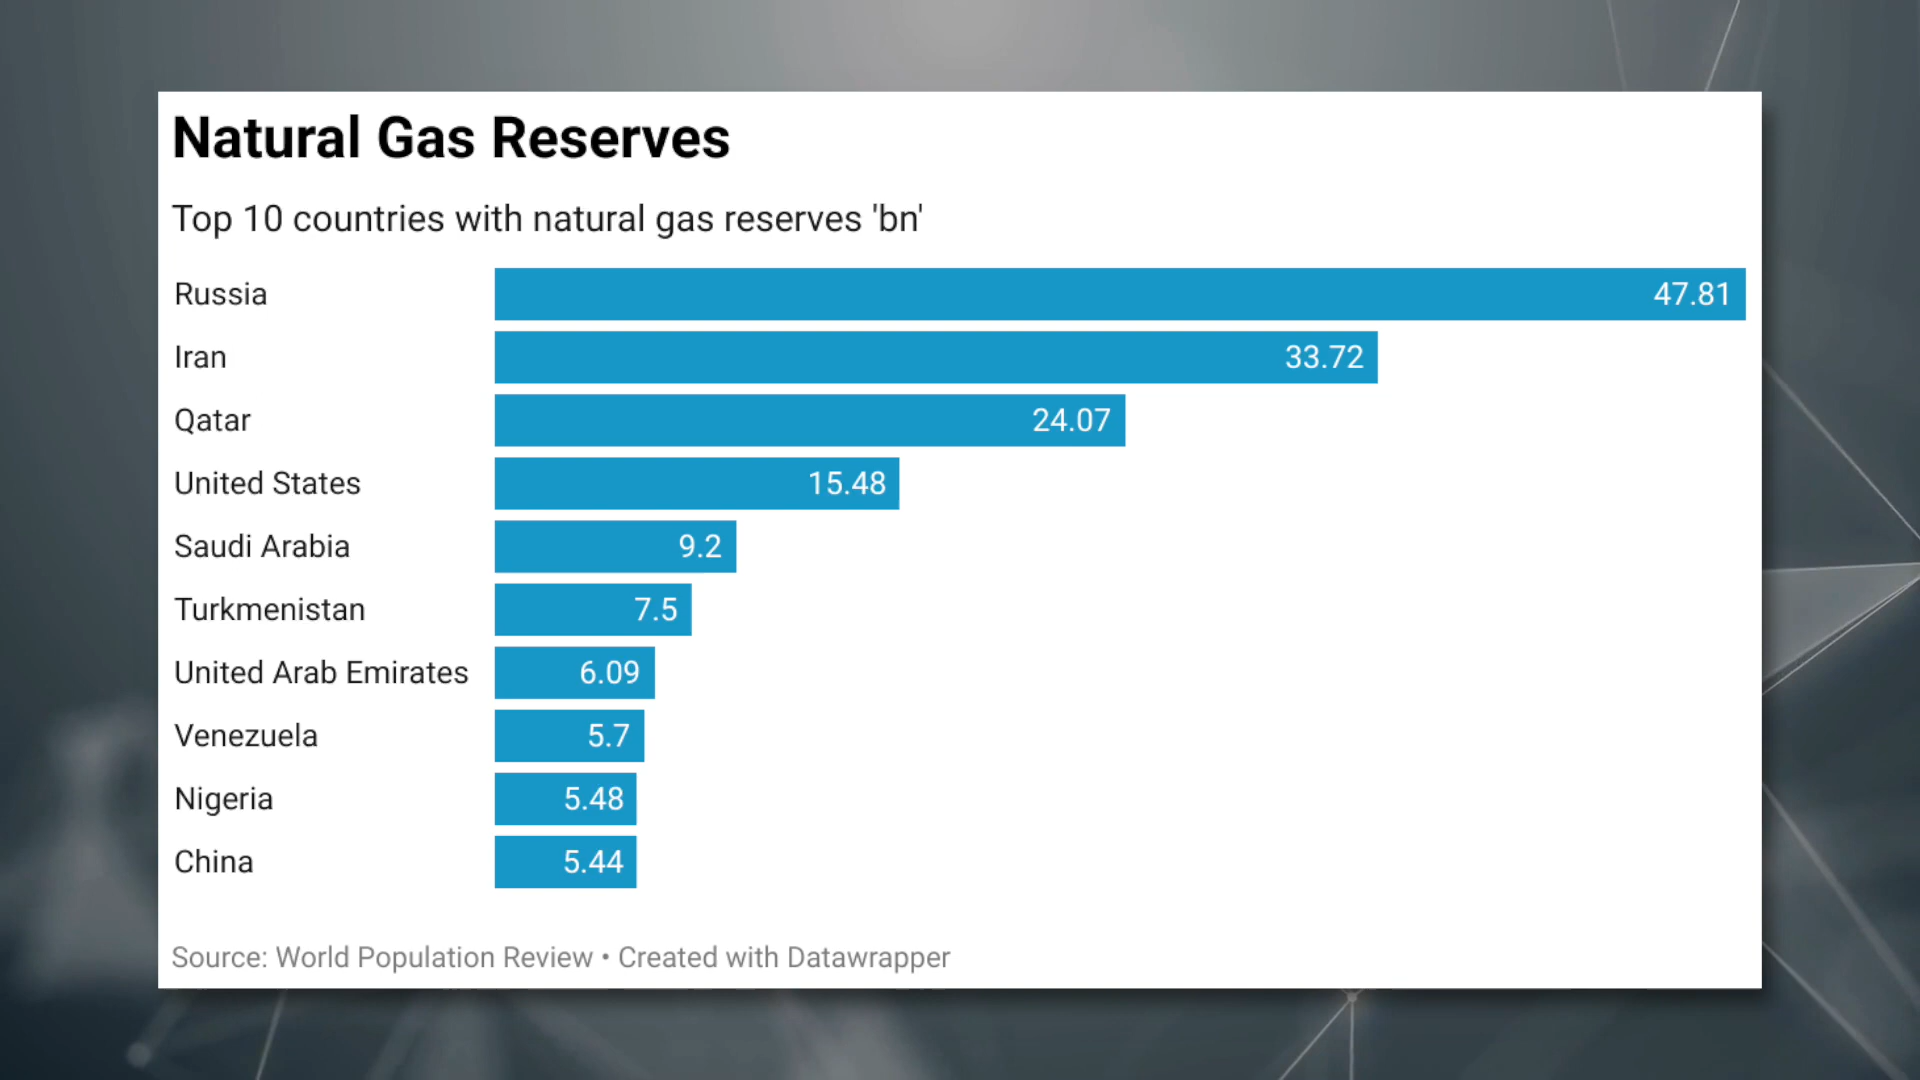 Natural Gas Reserves
Top 10 countries with natural gas reserves 'bn'
Russia 47.81
Iran 33.72
Qatar 24.07
United States 15.48
Saudi Arabia 9.2
Turkmenistan 7.5
United Arab Emirates 6.09
Venezuela 5.7
Nigeria 5.48
China 5.44
Source: World Population Review • Created with Datawrapper